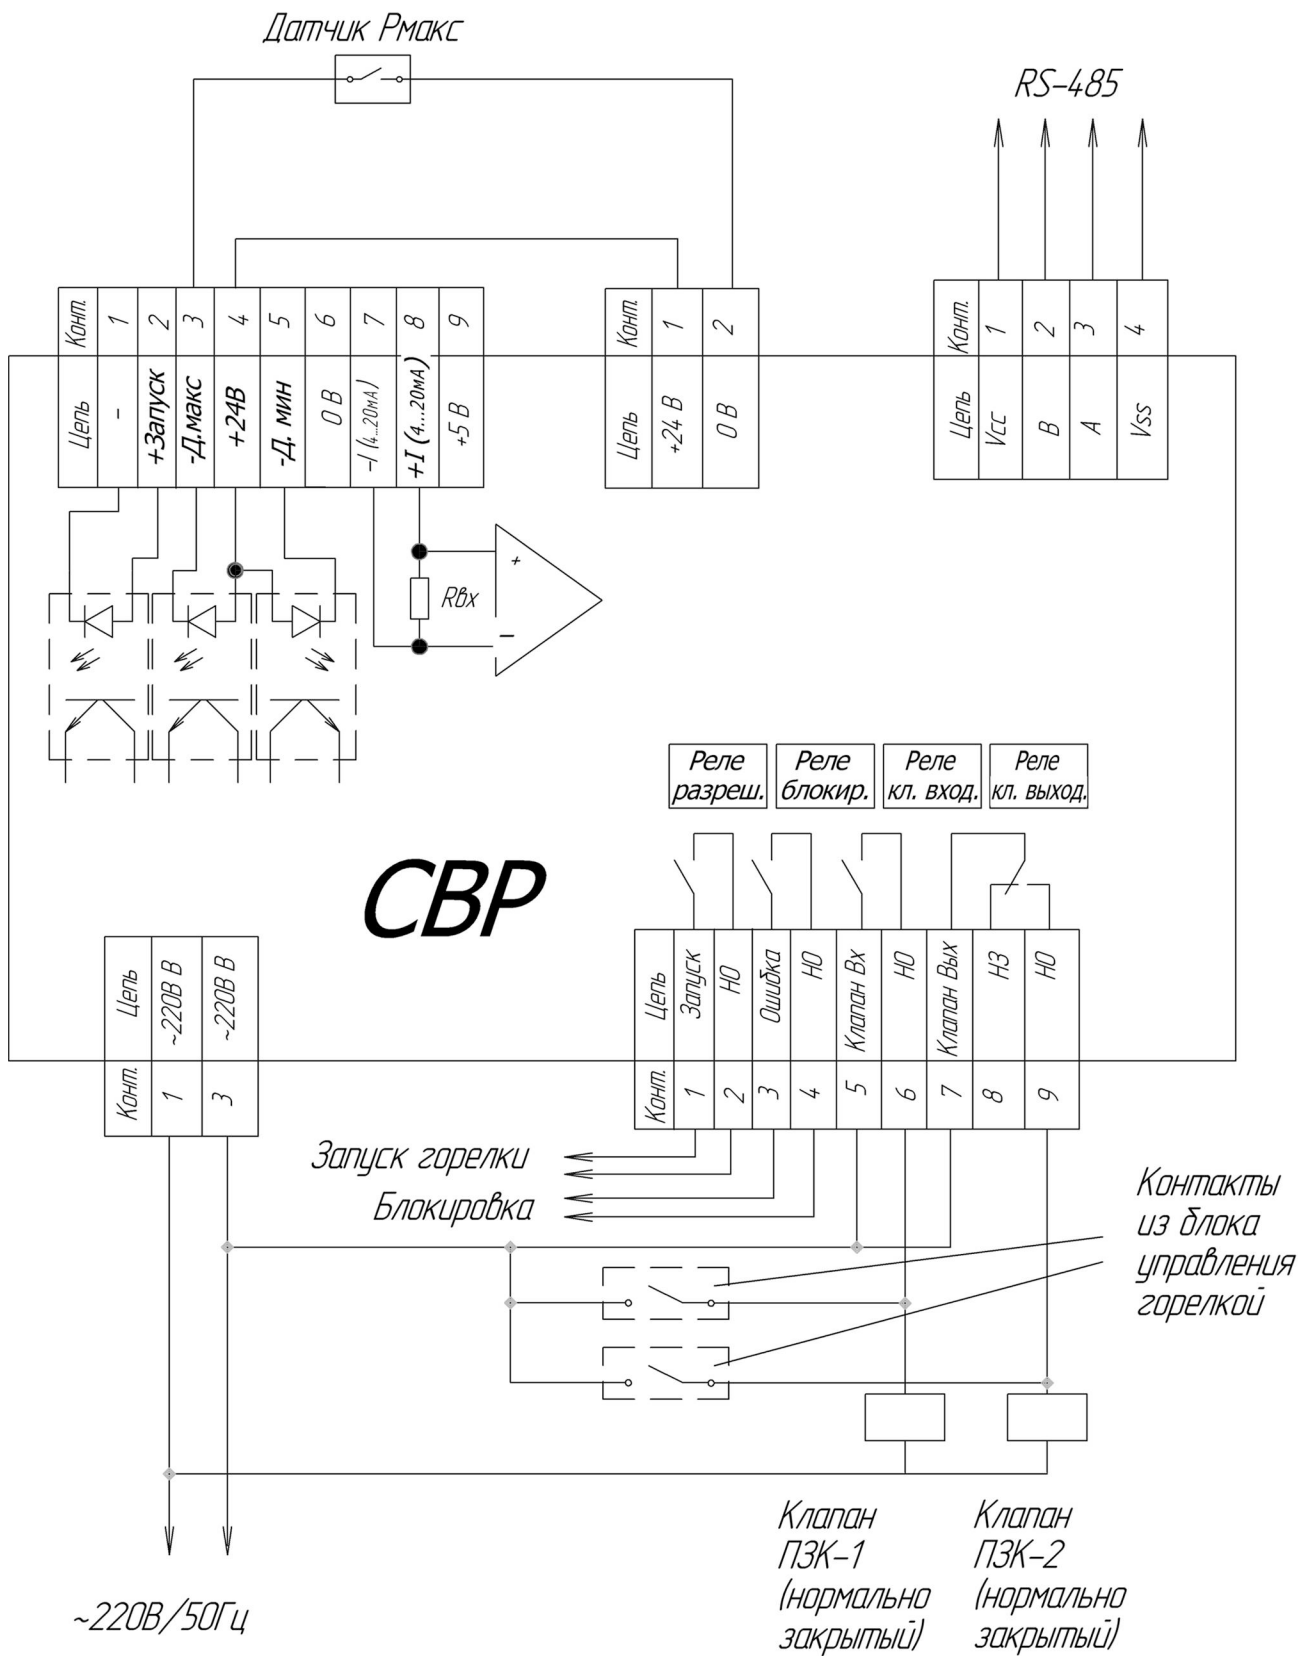 Датчик Рмакс
RS-485
Конт.
1
2
3
4
5
6
7
8
9
Цепь
-
+Запуск
-Д.макс
+24В
-Д. мин
0 В
-I (4...20мА)
+I (4...20мА)
+5 В
Конт.
1
2
Цепь
+24 В
0 В
Конт.
1
2
3
4
Цепь
Vcc
B
A
Vss
+
-
Rвх
Реле
разреш.
Реле
блокир.
Реле
кл. вход.
Реле
кл. выход.
СВР
Цепь
~220В В
~220В В
Конт.
1
3
Цепь
Запуск
НО
Ошибка
НО
Клапан Вх
НО
Клапан Вых
НЗ
НО
Конт.
1
2
3
4
5
6
7
8
9
Запуск горелки
Блокировка
Контакты
из блока
управления
горелкой
Клапан
ПЗК-1
(нормально
закрытый)
Клапан
ПЗК-2
(нормально
закрытый)
~220В/50Гц